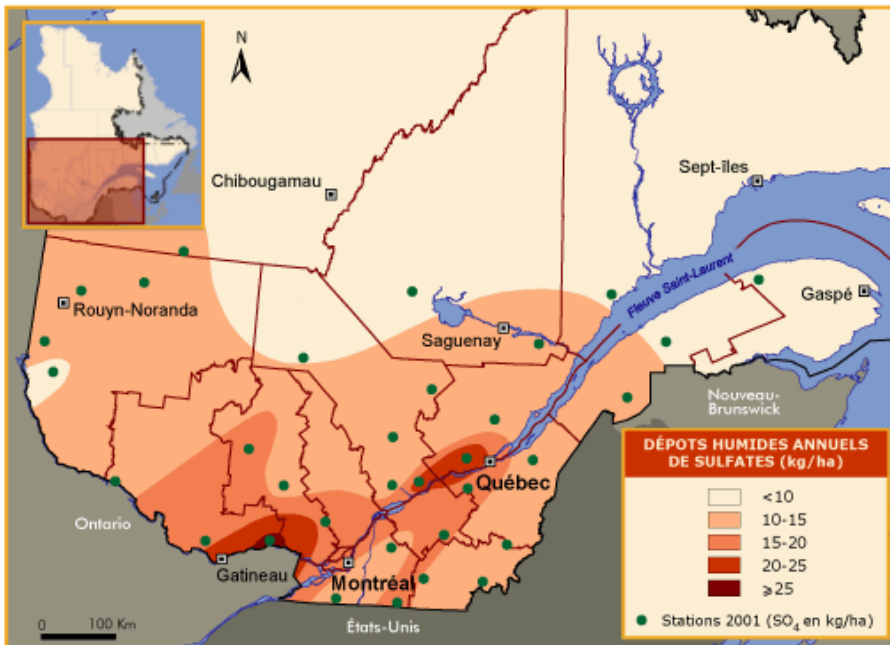 N
Chibougamau
Sept-îles
Fleuve Saint-Laurent
Gaspé
Rouyn-Noranda
Saguenay
Nouveau-
Brunswick
Québec
Ontario
Gatineau
Montréal
États-Unis
0 100 Km
DÉPOTS HUMIDES ANNUELS
DE SULFATES (kg/ha)
<10
10-15
15-20
20-25
⩾25
Stations 2001 (SO₄ en kg/ha)